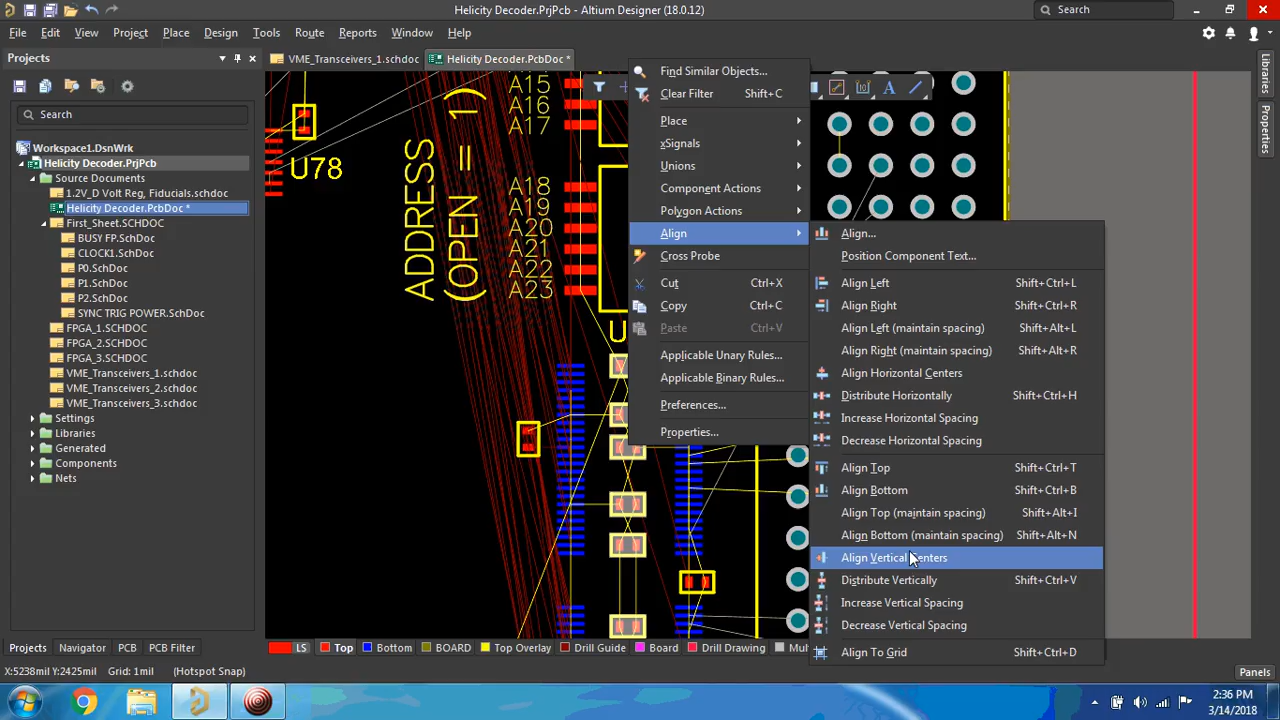 Helicity Decoder.PrjPcb - Altium Designer (18.0.12)
Search
File Edit View Project Place Design Tools Route Reports Window Help
Projects
VME_Transceivers_1.schdoc
Helicity Decoder.PcbDoc *
Search
Workspace1.DsnWrk
Helicity Decoder.PrjPcb
Source Documents
1.2V_D Volt Reg, Fiducials.schdoc
Helicity Decoder.PcbDoc *
First_Sheet.SCHDOC
BUSY FP.SchDoc
CLOCK1.SchDoc
P0.SchDoc
P1.SchDoc
P2.SchDoc
SYNC TRIG POWER.SchDoc
FPGA_1.SCHDOC
FPGA_2.SCHDOC
FPGA_3.SCHDOC
VME_Transceivers_1.schdoc
VME_Transceivers_2.schdoc
VME_Transceivers_3.schdoc
Settings
Libraries
Generated
Components
Nets
U78
ADDRESS
(OPEN = 1)
A15
A16
A17
A18
A19
A20
A21
A22
A23
U
Find Similar Objects...
Clear Filter Shift+C
Place
xSignals
Unions
Component Actions
Polygon Actions
Align
Cross Probe
Cut Ctrl+X
Copy Ctrl+C
Paste Ctrl+V
Applicable Unary Rules...
Applicable Binary Rules...
Preferences...
Properties...
Align...
Position Component Text...
Align Left Shift+Ctrl+L
Align Right Shift+Ctrl+R
Align Left (maintain spacing) Shift+Alt+L
Align Right (maintain spacing) Shift+Alt+R
Align Horizontal Centers
Distribute Horizontally Shift+Ctrl+H
Increase Horizontal Spacing
Decrease Horizontal Spacing
Align Top Shift+Ctrl+T
Align Bottom Shift+Ctrl+B
Align Top (maintain spacing) Shift+Alt+I
Align Bottom (maintain spacing) Shift+Alt+N
Align Vertical Centers
Distribute Vertically Shift+Ctrl+V
Increase Vertical Spacing
Decrease Vertical Spacing
Align To Grid Shift+Ctrl+D
Libraries
Properties
Projects Navigator PCB PCB Filter
LS Top Bottom BOARD Top Overlay Drill Guide Board Drill Drawing Mult
X:5238mil Y:2425mil Grid: 1mil (Hotspot Snap)
Panels
2:36 PM
3/14/2018